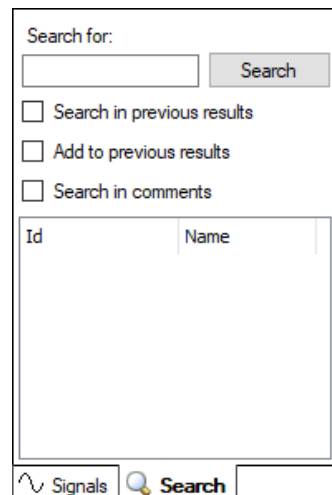 Search for:
Search
Search in previous results
Add to previous results
Search in comments
Id Name
Signals Search